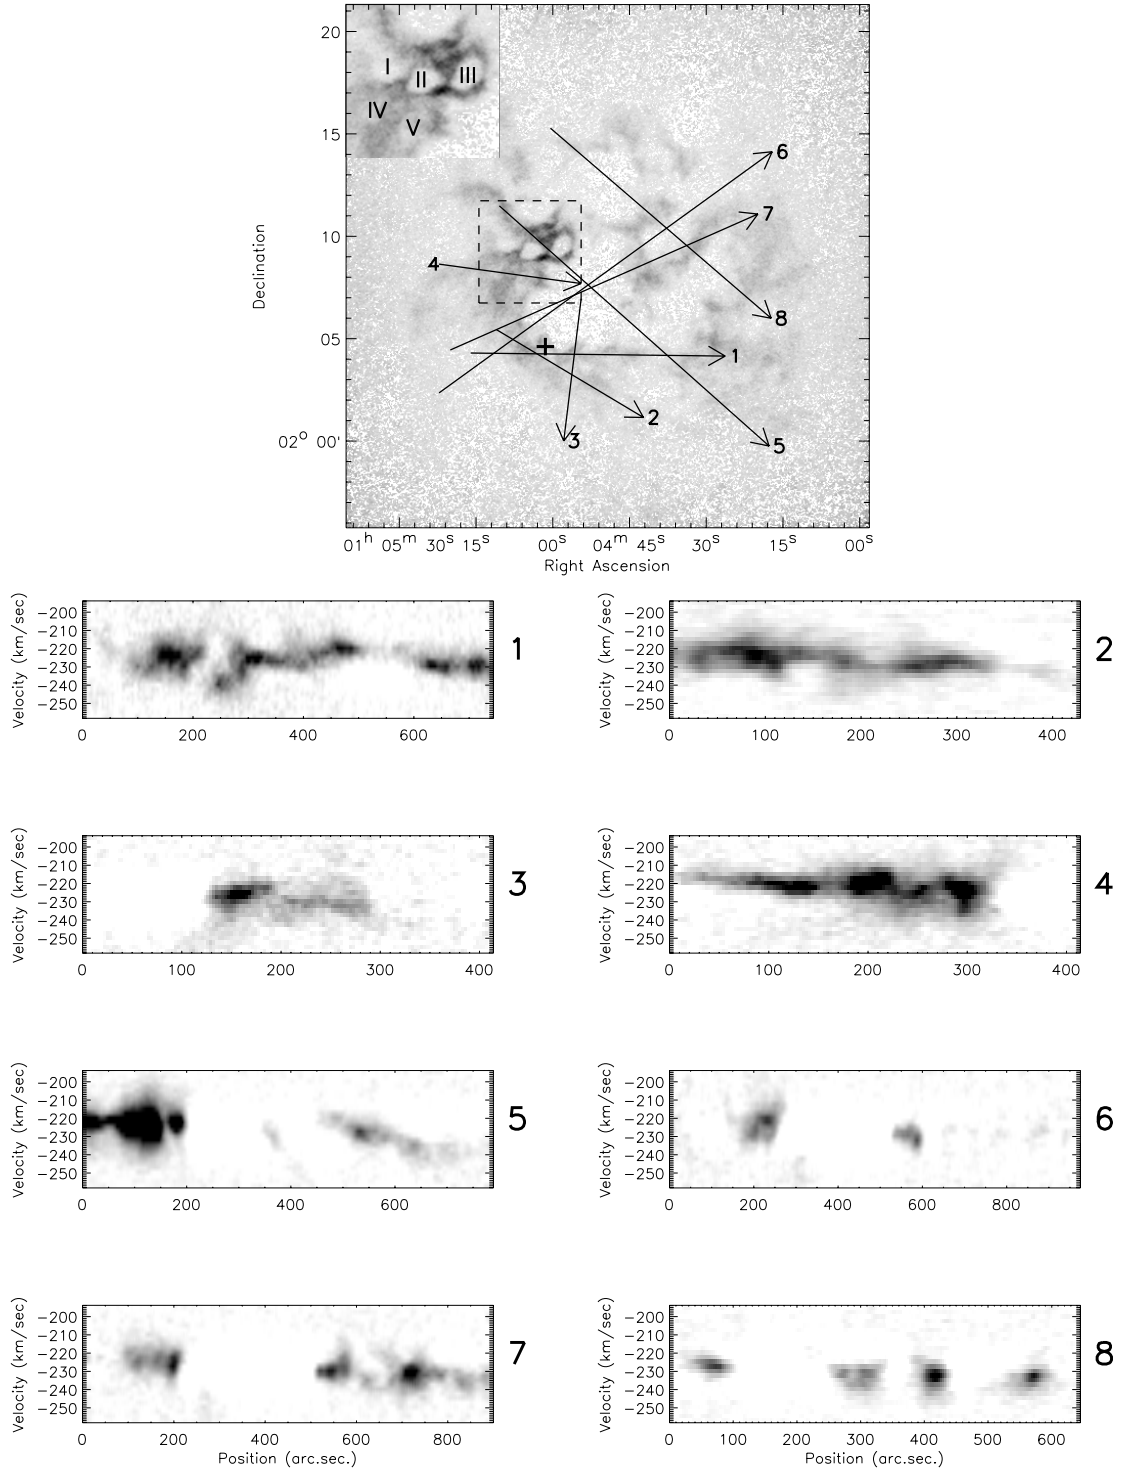 20
15
10
05
02° 00'
Declination
I
II
III
IV
V
6
7
4
8
1
2
3
5
01ʰ 05ᵐ 30ˢ 15ˢ 00ˢ 04ᵐ 45ˢ 30ˢ 15ˢ 00ˢ
Right Ascension
Velocity (km/sec)
−200
−210
−220
−230
−240
−250
0 200 400 600
1
Velocity (km/sec)
−200
−210
−220
−230
−240
−250
0 100 200 300 400
2
Velocity (km/sec)
−200
−210
−220
−230
−240
−250
0 100 200 300 400
3
Velocity (km/sec)
−200
−210
−220
−230
−240
−250
0 100 200 300 400
4
Velocity (km/sec)
−200
−210
−220
−230
−240
−250
0 200 400 600
5
Velocity (km/sec)
−200
−210
−220
−230
−240
−250
0 200 400 600 800
6
Velocity (km/sec)
−200
−210
−220
−230
−240
−250
0 200 400 600 800
Position (arc.sec.)
7
Velocity (km/sec)
−200
−210
−220
−230
−240
−250
0 100 200 300 400 500 600
Position (arc.sec.)
8